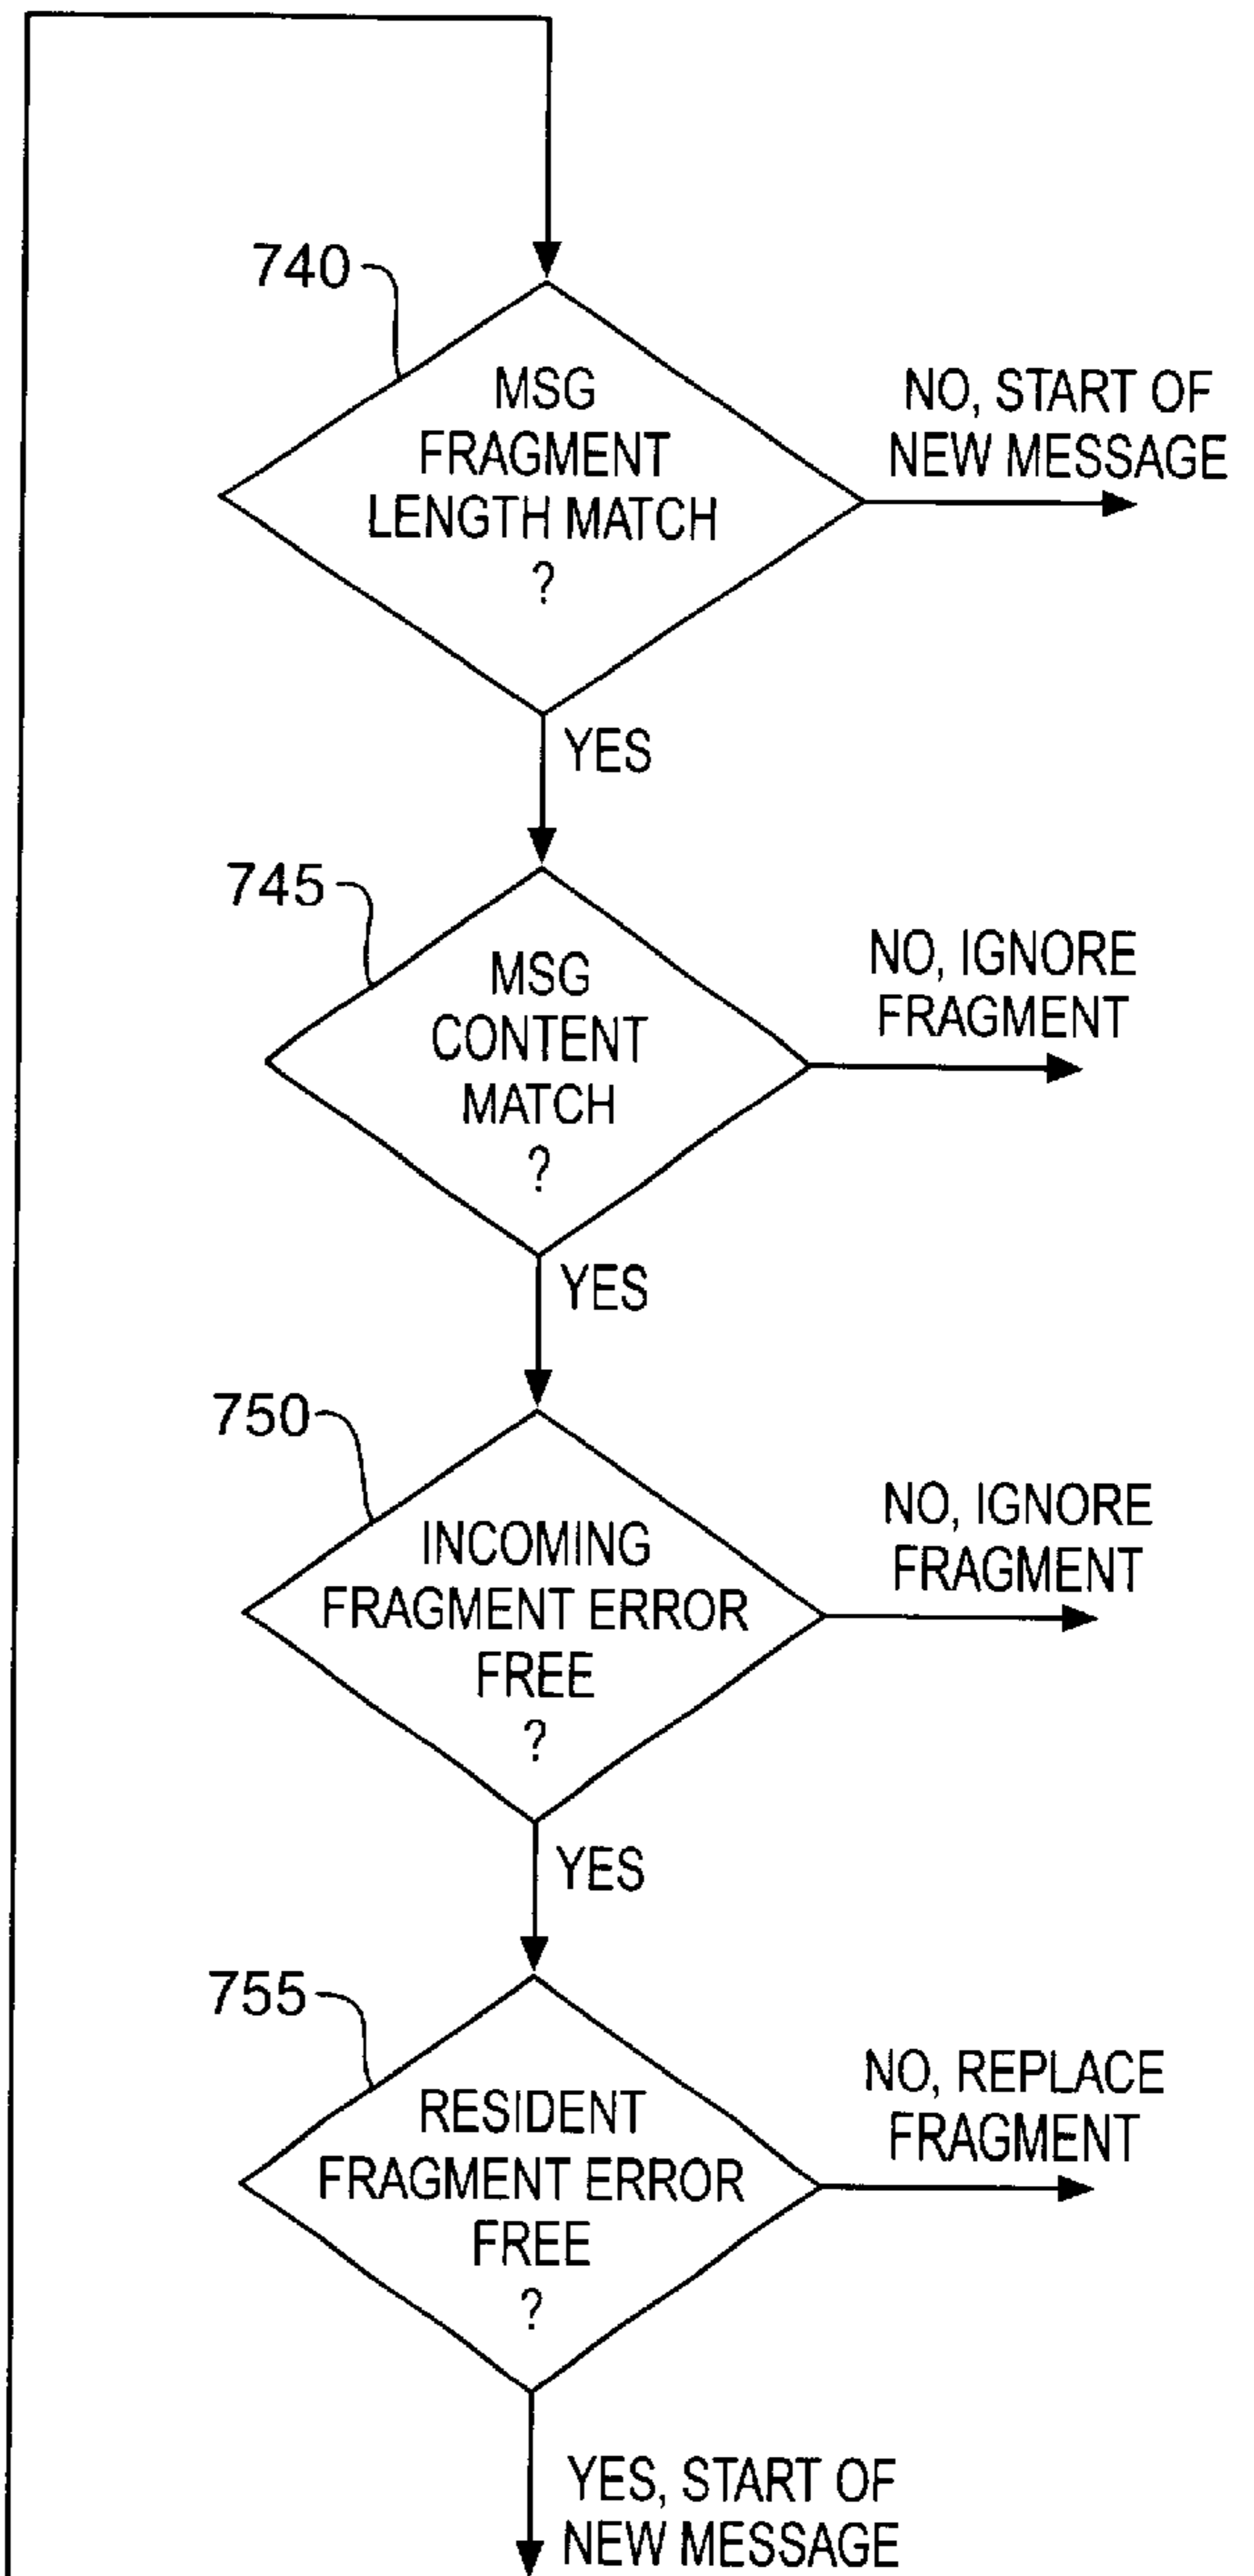 740
MSG
FRAGMENT
LENGTH MATCH
?
NO, START OF
NEW MESSAGE
YES
745
MSG
CONTENT
MATCH
?
NO, IGNORE
FRAGMENT
YES
750
INCOMING
FRAGMENT ERROR
FREE
?
NO, IGNORE
FRAGMENT
YES
755
RESIDENT
FRAGMENT ERROR
FREE
?
NO, REPLACE
FRAGMENT
YES, START OF
NEW MESSAGE